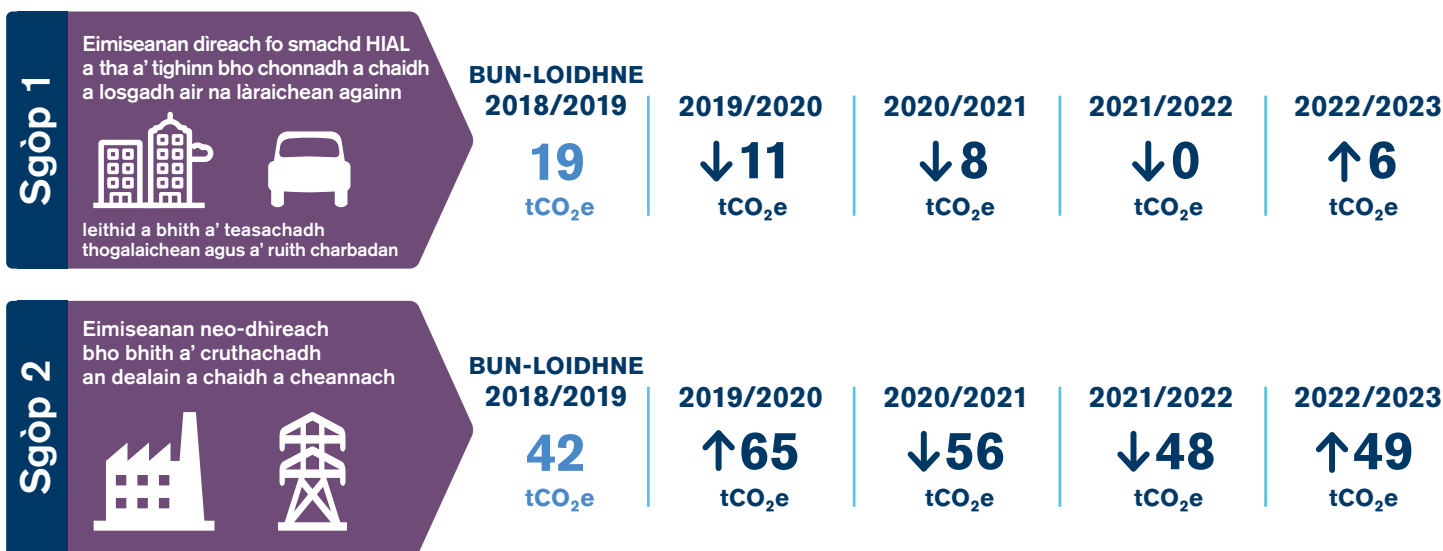 Sgòp 1
Eimiseanan dìreach fo smachd HIAL
a tha a' tighinn bho chonnadh a chaidh
a losgadh air na làraichean againn
leithid a bhith a' teasachadh
thogalaichean agus a' ruith charbadan
BUN-LOIDHNE
2018/2019
19
tCO₂e
2019/2020
↓11
tCO₂e
2020/2021
↓8
tCO₂e
2021/2022
↓0
tCO₂e
2022/2023
↑6
tCO₂e
Sgòp 2
Eimiseanan neo-dhìreach
bho bhith a' cruthachadh
an dealain a chaidh a cheannach
BUN-LOIDHNE
2018/2019
42
tCO₂e
2019/2020
↑65
tCO₂e
2020/2021
↓56
tCO₂e
2021/2022
↓48
tCO₂e
2022/2023
↑49
tCO₂e